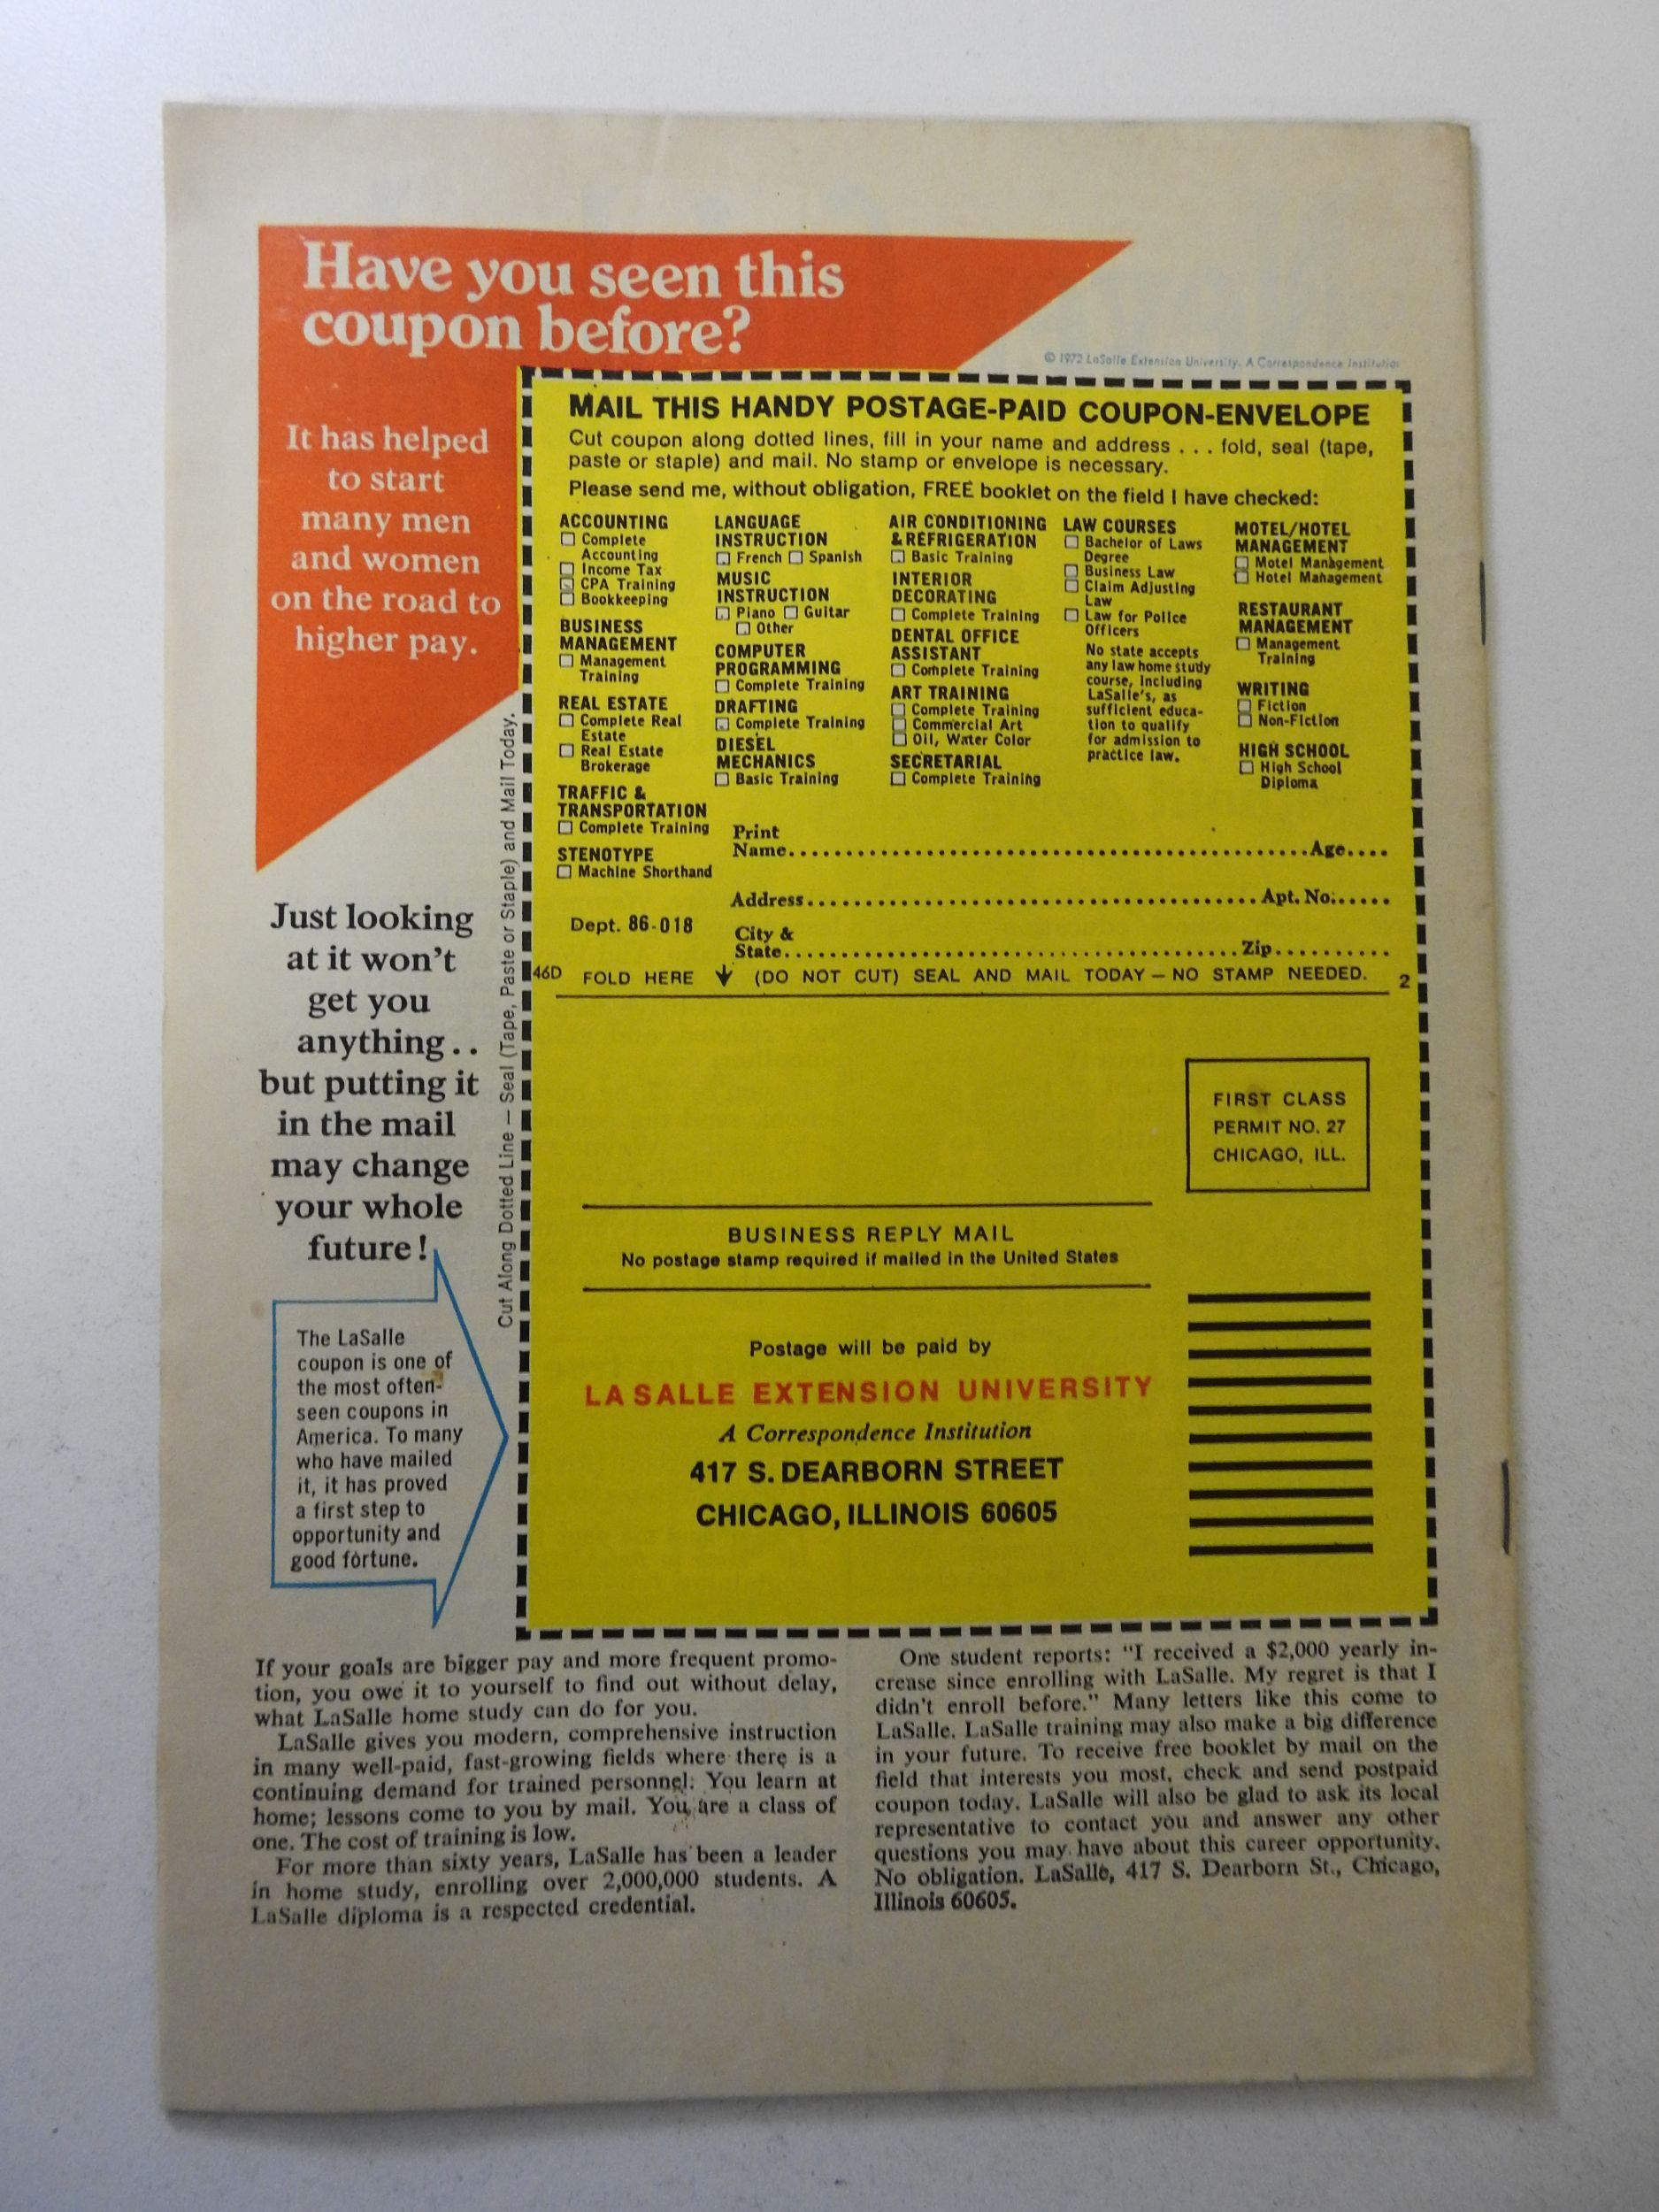 Have you seen this
coupon before?
It has helped
to start
many men
and women
on the road to
higher pay.
Just looking
at it won't
get you
anything..
but putting it
in the mail
may change
your whole
future!
The LaSalle
coupon is one of
the most often-
seen coupons in
America. To many
who have mailed
it, it has proved
a first step to
opportunity and
good fortune.
Cut Along Dotted Line — Seal (Tape, Paste or Staple) and Mail Today.
© 1972 LaSalle Extension University. A Correspondence Institution
MAIL THIS HANDY POSTAGE-PAID COUPON-ENVELOPE
Cut coupon along dotted lines, fill in your name and address . . . fold, seal (tape,
paste or staple) and mail. No stamp or envelope is necessary.
Please send me, without obligation, FREE booklet on the field I have checked:
ACCOUNTING
☐ Complete
Accounting
☐ Income Tax
☐ CPA Training
☐ Bookkeeping
BUSINESS
MANAGEMENT
☐ Management
Training
REAL ESTATE
☐ Complete Real
Estate
☐ Real Estate
Brokerage
TRAFFIC &
TRANSPORTATION
☐ Complete Training
STENOTYPE
☐ Machine Shorthand
LANGUAGE
INSTRUCTION
☐ French ☐ Spanish
MUSIC
INSTRUCTION
☐ Piano ☐ Guitar
☐ Other
COMPUTER
PROGRAMMING
☐ Complete Training
DRAFTING
☐ Complete Training
DIESEL
MECHANICS
☐ Basic Training
AIR CONDITIONING
& REFRIGERATION
☐ Basic Training
INTERIOR
DECORATING
☐ Complete Training
DENTAL OFFICE
ASSISTANT
☐ Complete Training
ART TRAINING
☐ Complete Training
☐ Commercial Art
☐ Oil, Water Color
SECRETARIAL
☐ Complete Training
LAW COURSES
☐ Bachelor of Laws
Degree
☐ Business Law
☐ Claim Adjusting
Law
☐ Law for Police
Officers
No state accepts
any law home study
course, including
LaSalle's, as
sufficient educa-
tion to qualify
for admission to
practice law.
MOTEL/HOTEL
MANAGEMENT
☐ Motel Management
☐ Hotel Management
RESTAURANT
MANAGEMENT
☐ Management
Training
WRITING
☐ Fiction
☐ Non-Fiction
HIGH SCHOOL
☐ High School
Diploma
Print
Name..............................................Age....
Address........................................Apt. No......
Dept. 86-018
City &
State........................................Zip..........
46D FOLD HERE ↓ (DO NOT CUT) SEAL AND MAIL TODAY — NO STAMP NEEDED. 2
FIRST CLASS
PERMIT NO. 27
CHICAGO, ILL.
BUSINESS REPLY MAIL
No postage stamp required if mailed in the United States
Postage will be paid by
LA SALLE EXTENSION UNIVERSITY
A Correspondence Institution
417 S. DEARBORN STREET
CHICAGO, ILLINOIS 60605
If your goals are bigger pay and more frequent promo-
tion, you owe it to yourself to find out without delay,
what LaSalle home study can do for you.
LaSalle gives you modern, comprehensive instruction
in many well-paid, fast-growing fields where there is a
continuing demand for trained personnel. You learn at
home; lessons come to you by mail. You are a class of
one. The cost of training is low.
For more than sixty years, LaSalle has been a leader
in home study, enrolling over 2,000,000 students. A
LaSalle diploma is a respected credential.
One student reports: "I received a $2,000 yearly in-
crease since enrolling with LaSalle. My regret is that I
didn't enroll before." Many letters like this come to
LaSalle. LaSalle training may also make a big difference
in your future. To receive free booklet by mail on the
field that interests you most, check and send postpaid
coupon today. LaSalle will also be glad to ask its local
representative to contact you and answer any other
questions you may have about this career opportunity.
No obligation. LaSalle, 417 S. Dearborn St., Chicago,
Illinois 60605.